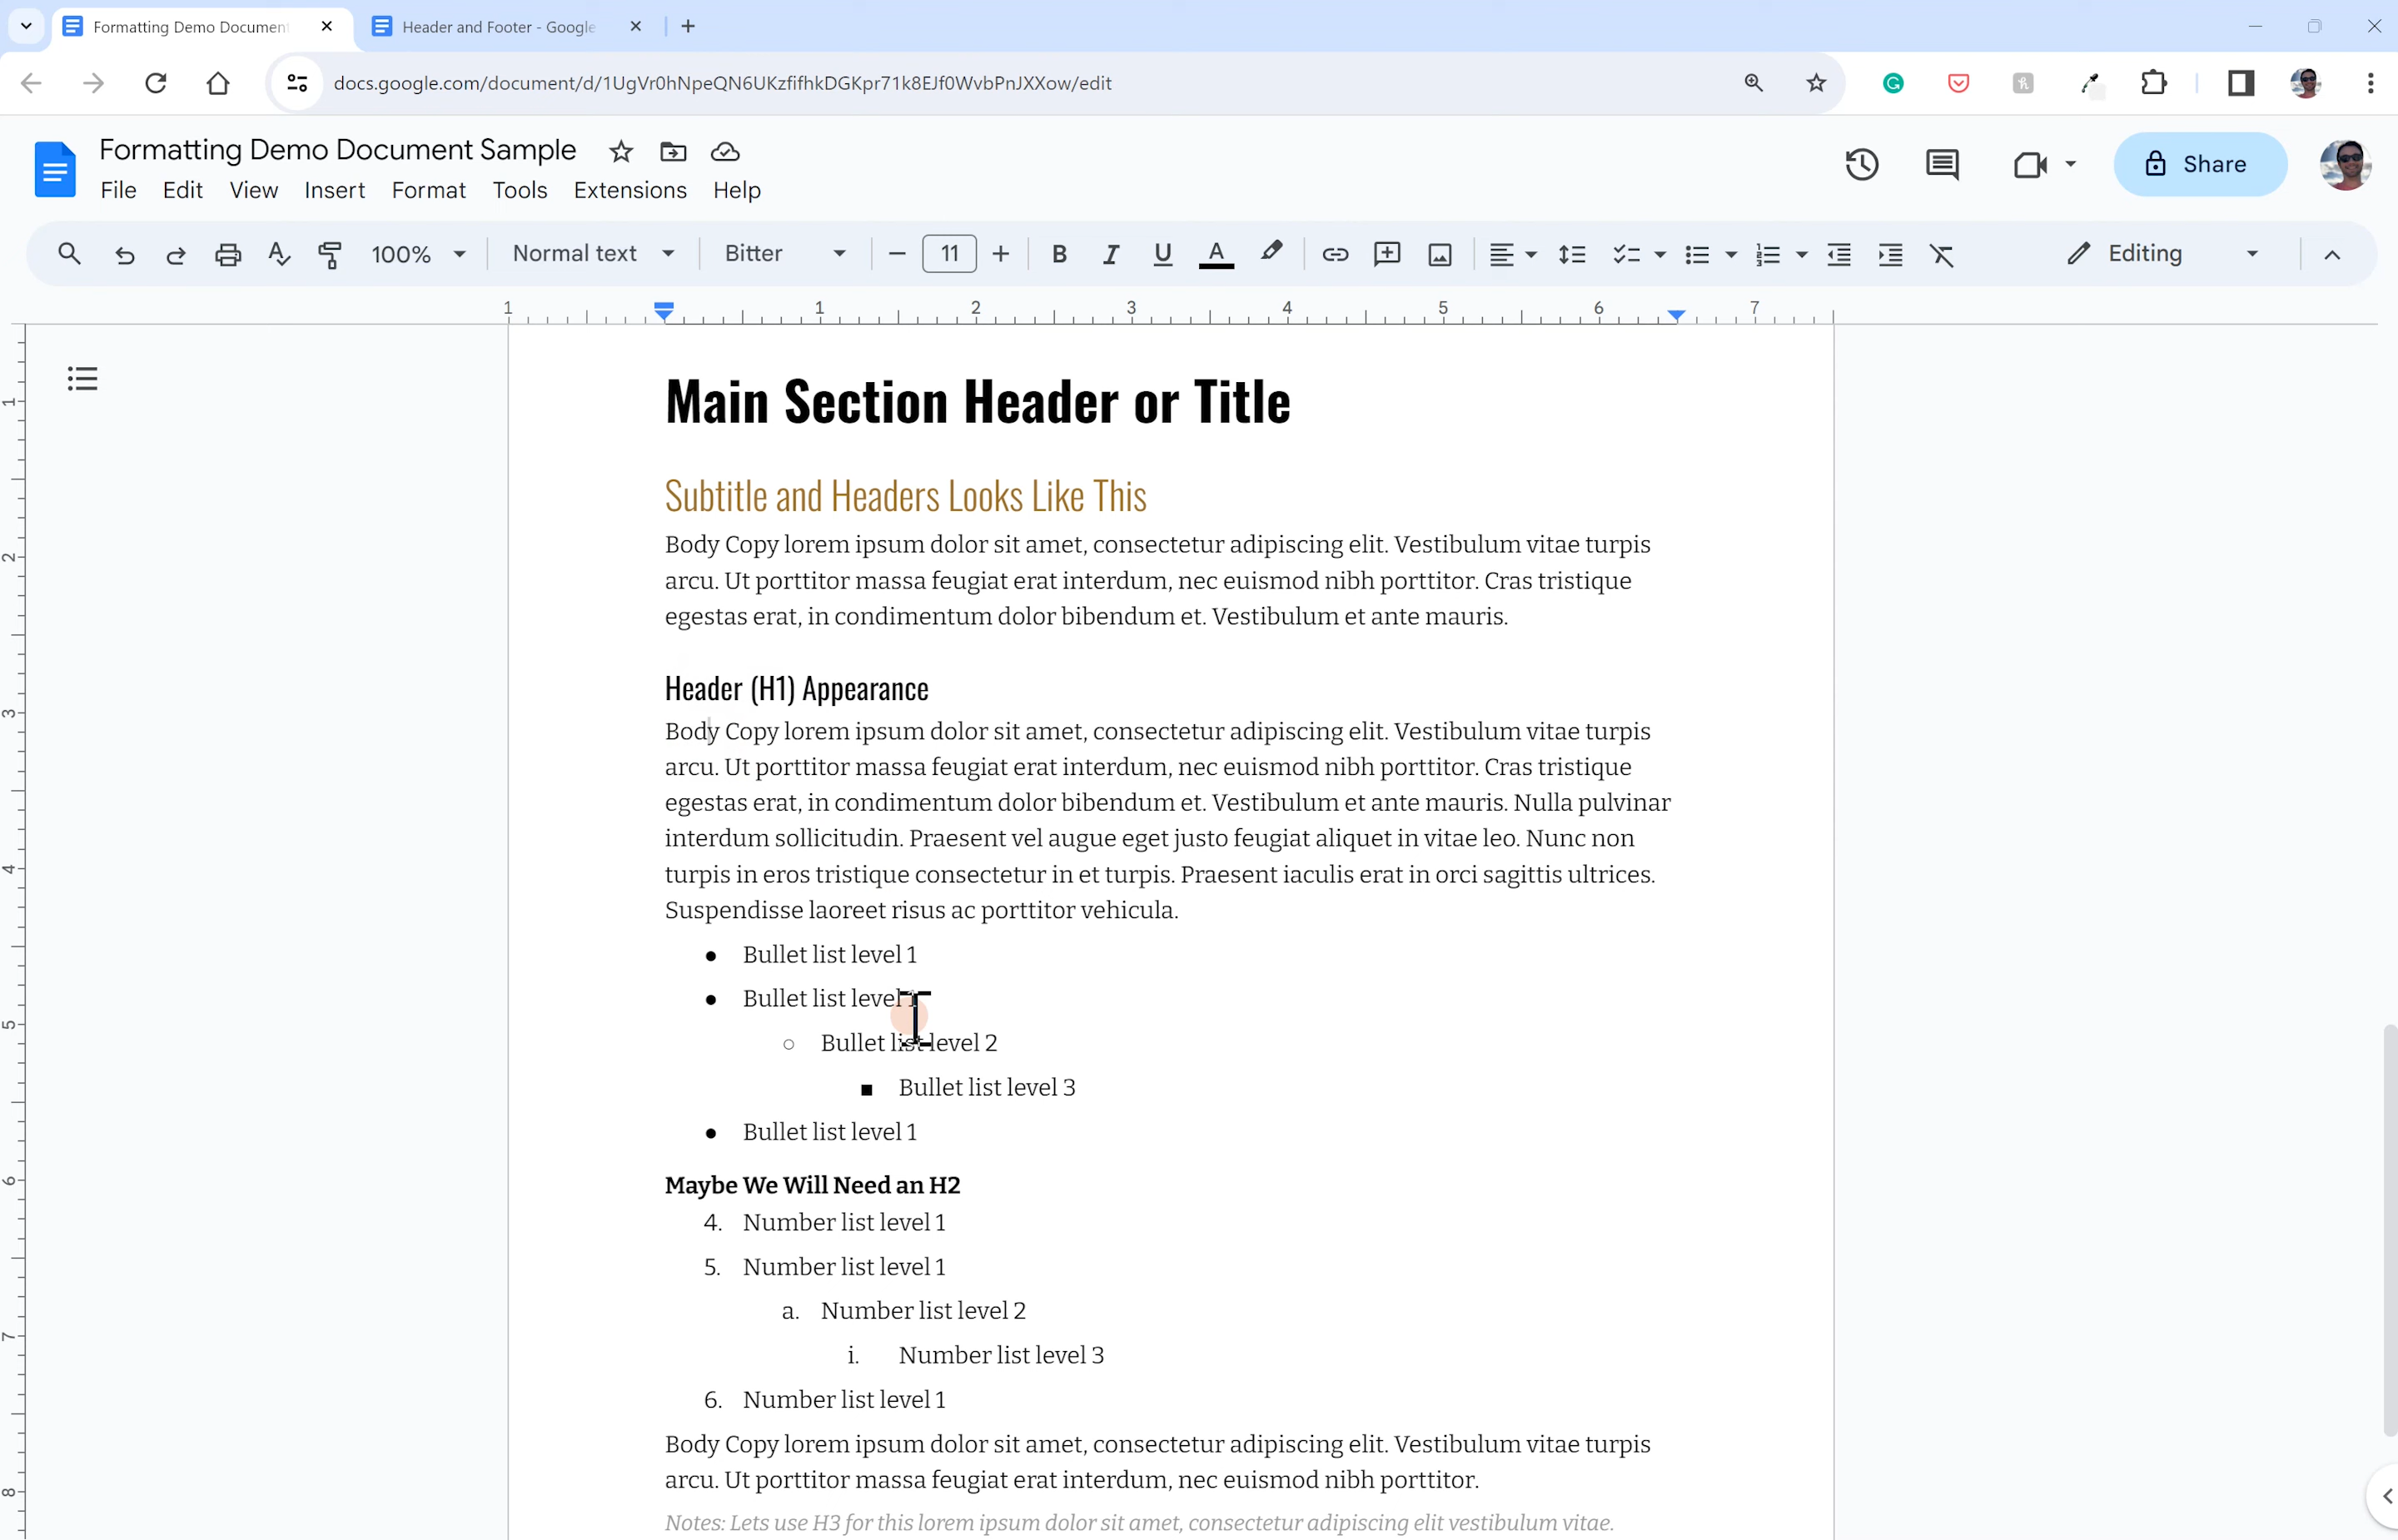 Formatting Demo Document
Header and Footer - Google
docs.google.com/document/d/1UgVr0hNpeQN6UKzfifhkDGKpr71k8EJf0WvbPnJXXow/edit
Formatting Demo Document Sample
File Edit View Insert Format Tools Extensions Help
Share
100% Normal text Bitter 11 Editing
1 1 2 3 4 5 6 7
Main Section Header or Title
Subtitle and Headers Looks Like This
Body Copy lorem ipsum dolor sit amet, consectetur adipiscing elit. Vestibulum vitae turpis
arcu. Ut porttitor massa feugiat erat interdum, nec euismod nibh porttitor. Cras tristique
egestas erat, in condimentum dolor bibendum et. Vestibulum et ante mauris.
Header (H1) Appearance
Body Copy lorem ipsum dolor sit amet, consectetur adipiscing elit. Vestibulum vitae turpis
arcu. Ut porttitor massa feugiat erat interdum, nec euismod nibh porttitor. Cras tristique
egestas erat, in condimentum dolor bibendum et. Vestibulum et ante mauris. Nulla pulvinar
interdum sollicitudin. Praesent vel augue eget justo feugiat aliquet in vitae leo. Nunc non
turpis in eros tristique consectetur in et turpis. Praesent iaculis erat in orci sagittis ultrices.
Suspendisse laoreet risus ac porttitor vehicula.
● Bullet list level 1
● Bullet list level 1
○ Bullet list level 2
■ Bullet list level 3
● Bullet list level 1
Maybe We Will Need an H2
4. Number list level 1
5. Number list level 1
a. Number list level 2
i. Number list level 3
6. Number list level 1
Body Copy lorem ipsum dolor sit amet, consectetur adipiscing elit. Vestibulum vitae turpis
arcu. Ut porttitor massa feugiat erat interdum, nec euismod nibh porttitor.
Notes: Lets use H3 for this lorem ipsum dolor sit amet, consectetur adipiscing elit vestibulum vitae.
1
2
3
4
5
6
7
8